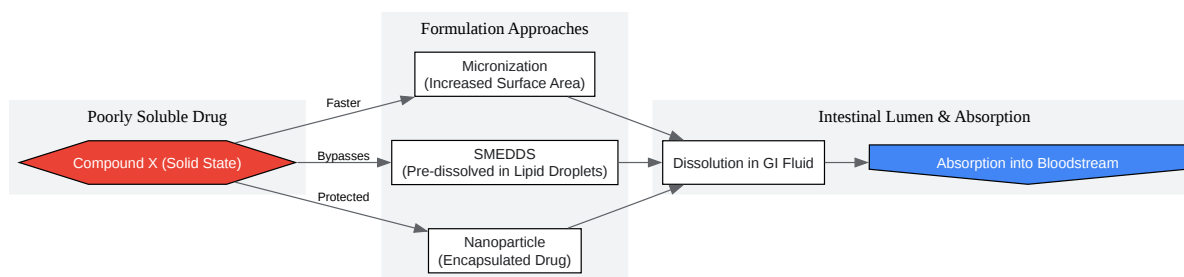 Formulation Approaches
Micronization
(Increased Surface Area)
Poorly Soluble Drug
Faster
Intestinal Lumen & Absorption
Compound X (Solid State)
Bypasses
SMEDDS
(Pre-dissolved in Lipid Droplets)
Dissolution in GI Fluid
Absorption into Bloodstream
Protected
Nanoparticle
(Encapsulated Drug)